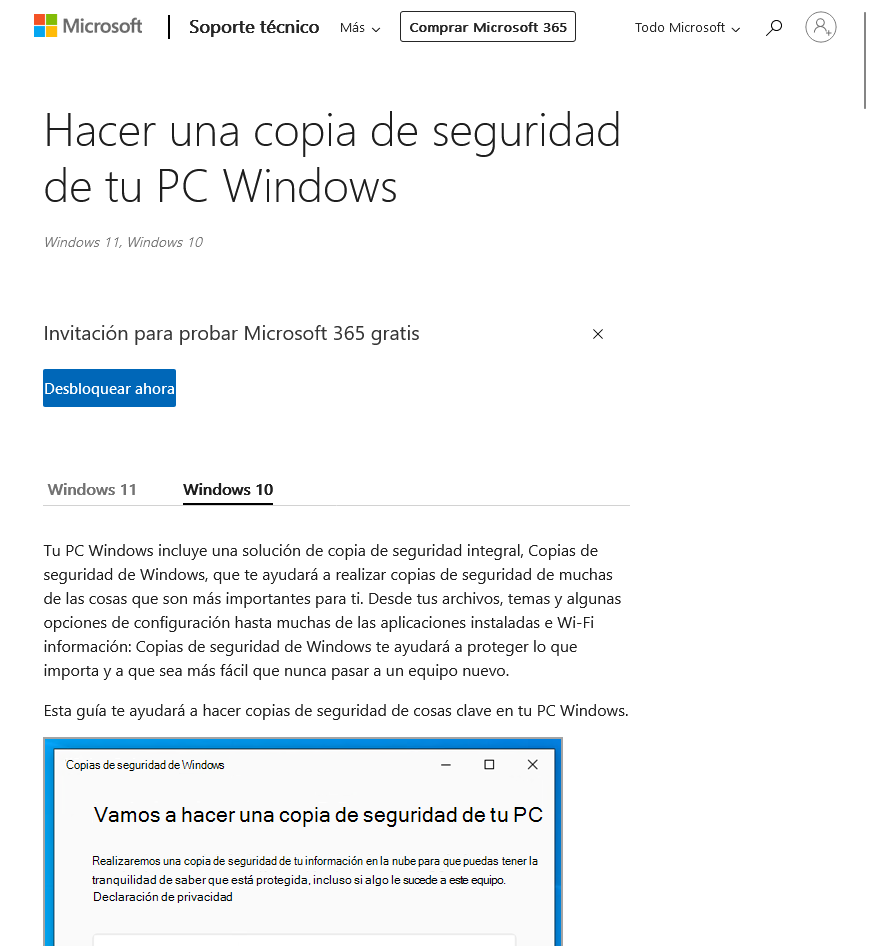 Microsoft
Soporte técnico
Más
Comprar Microsoft 365
Todo Microsoft
Hacer una copia de seguridad
de tu PC Windows
Windows 11, Windows 10
Invitación para probar Microsoft 365 gratis
Desbloquear ahora
Windows 11
Windows 10
Tu PC Windows incluye una solución de copia de seguridad integral, Copias de
seguridad de Windows, que te ayudará a realizar copias de seguridad de muchas
de las cosas que son más importantes para ti. Desde tus archivos, temas y algunas
opciones de configuración hasta muchas de las aplicaciones instaladas e Wi-Fi
información: Copias de seguridad de Windows te ayudará a proteger lo que
importa y a que sea más fácil que nunca pasar a un equipo nuevo.
Esta guía te ayudará a hacer copias de seguridad de cosas clave en tu PC Windows.
Copias de seguridad de Windows
Vamos a hacer una copia de seguridad de tu PC
Realizaremos una copia de seguridad de tu información en la nube para que puedas tener la
tranquilidad de saber que está protegida, incluso si algo le sucede a este equipo.
Declaración de privacidad